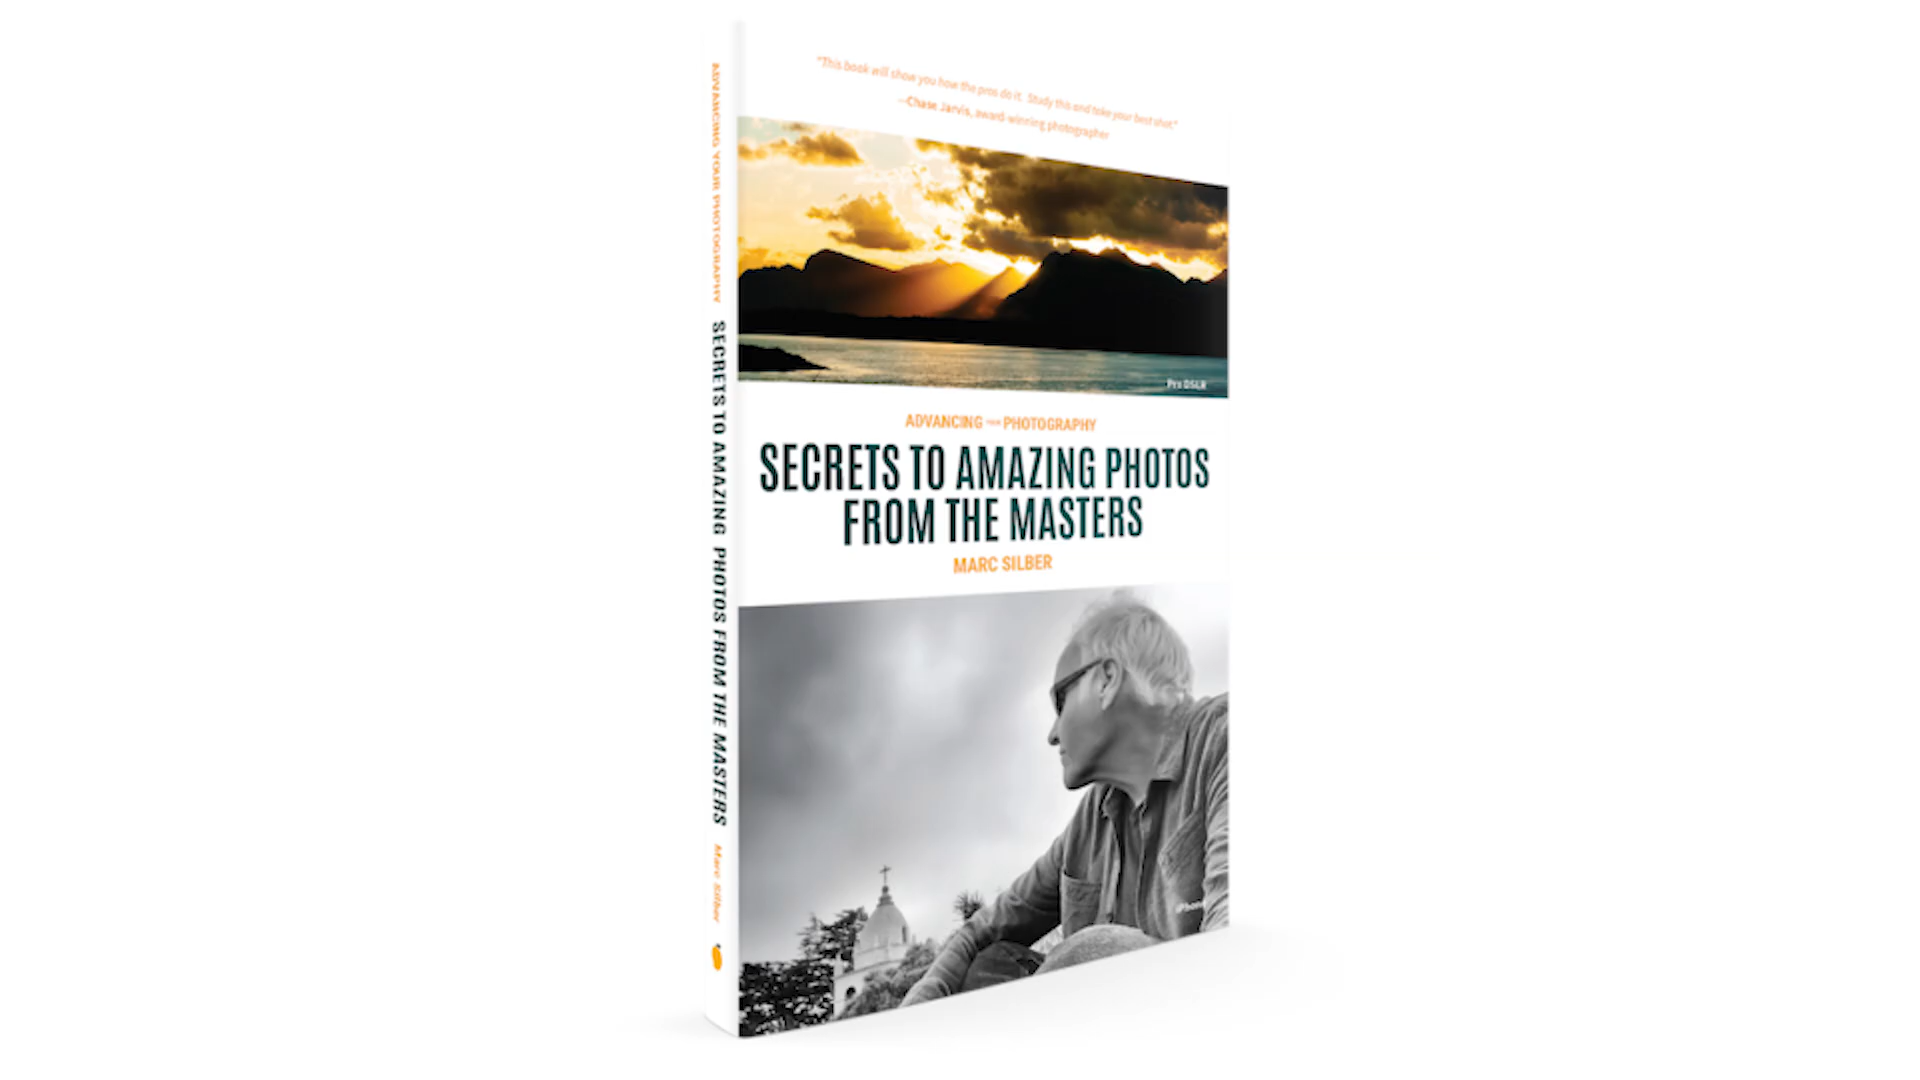 "This book will show you how the pros do it. Study this and take your best shot."
—Chase Jarvis, award-winning photographer
Pro DSLR
ADVANCING YOUR PHOTOGRAPHY
SECRETS TO AMAZING PHOTOS
FROM THE MASTERS
MARC SILBER
iPhone
ADVANCING YOUR PHOTOGRAPHY SECRETS TO AMAZING PHOTOS FROM THE MASTERS Marc Silber